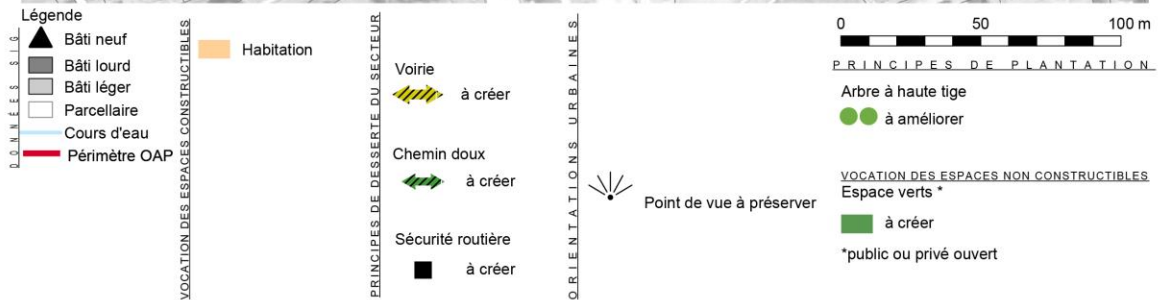 Légende
DONNÉES SIG
Bâti neuf
Bâti lourd
Bâti léger
Parcellaire
Cours d'eau
Périmètre OAP
VOCATION DES ESPACES CONSTRUCTIBLES
Habitation
PRINCIPES DE DESSERTE DU SECTEUR
Voirie
à créer
Chemin doux
à créer
Sécurité routière
à créer
ORIENTATIONS URBAINES
Point de vue à préserver
0 50 100 m
PRINCIPES DE PLANTATION
Arbre à haute tige
à améliorer
VOCATION DES ESPACES NON CONSTRUCTIBLES
Espace verts *
à créer
*public ou privé ouvert